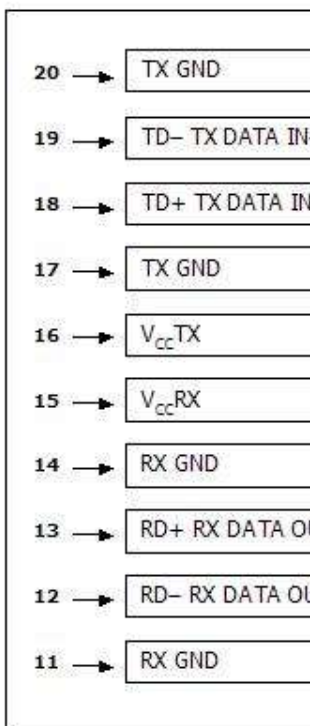 20 TX GND
19 TD– TX DATA IN
18 TD+ TX DATA IN
17 TX GND
16 VCCTX
15 VCCRX
14 RX GND
13 RD+ RX DATA OU
12 RD– RX DATA OU
11 RX GND